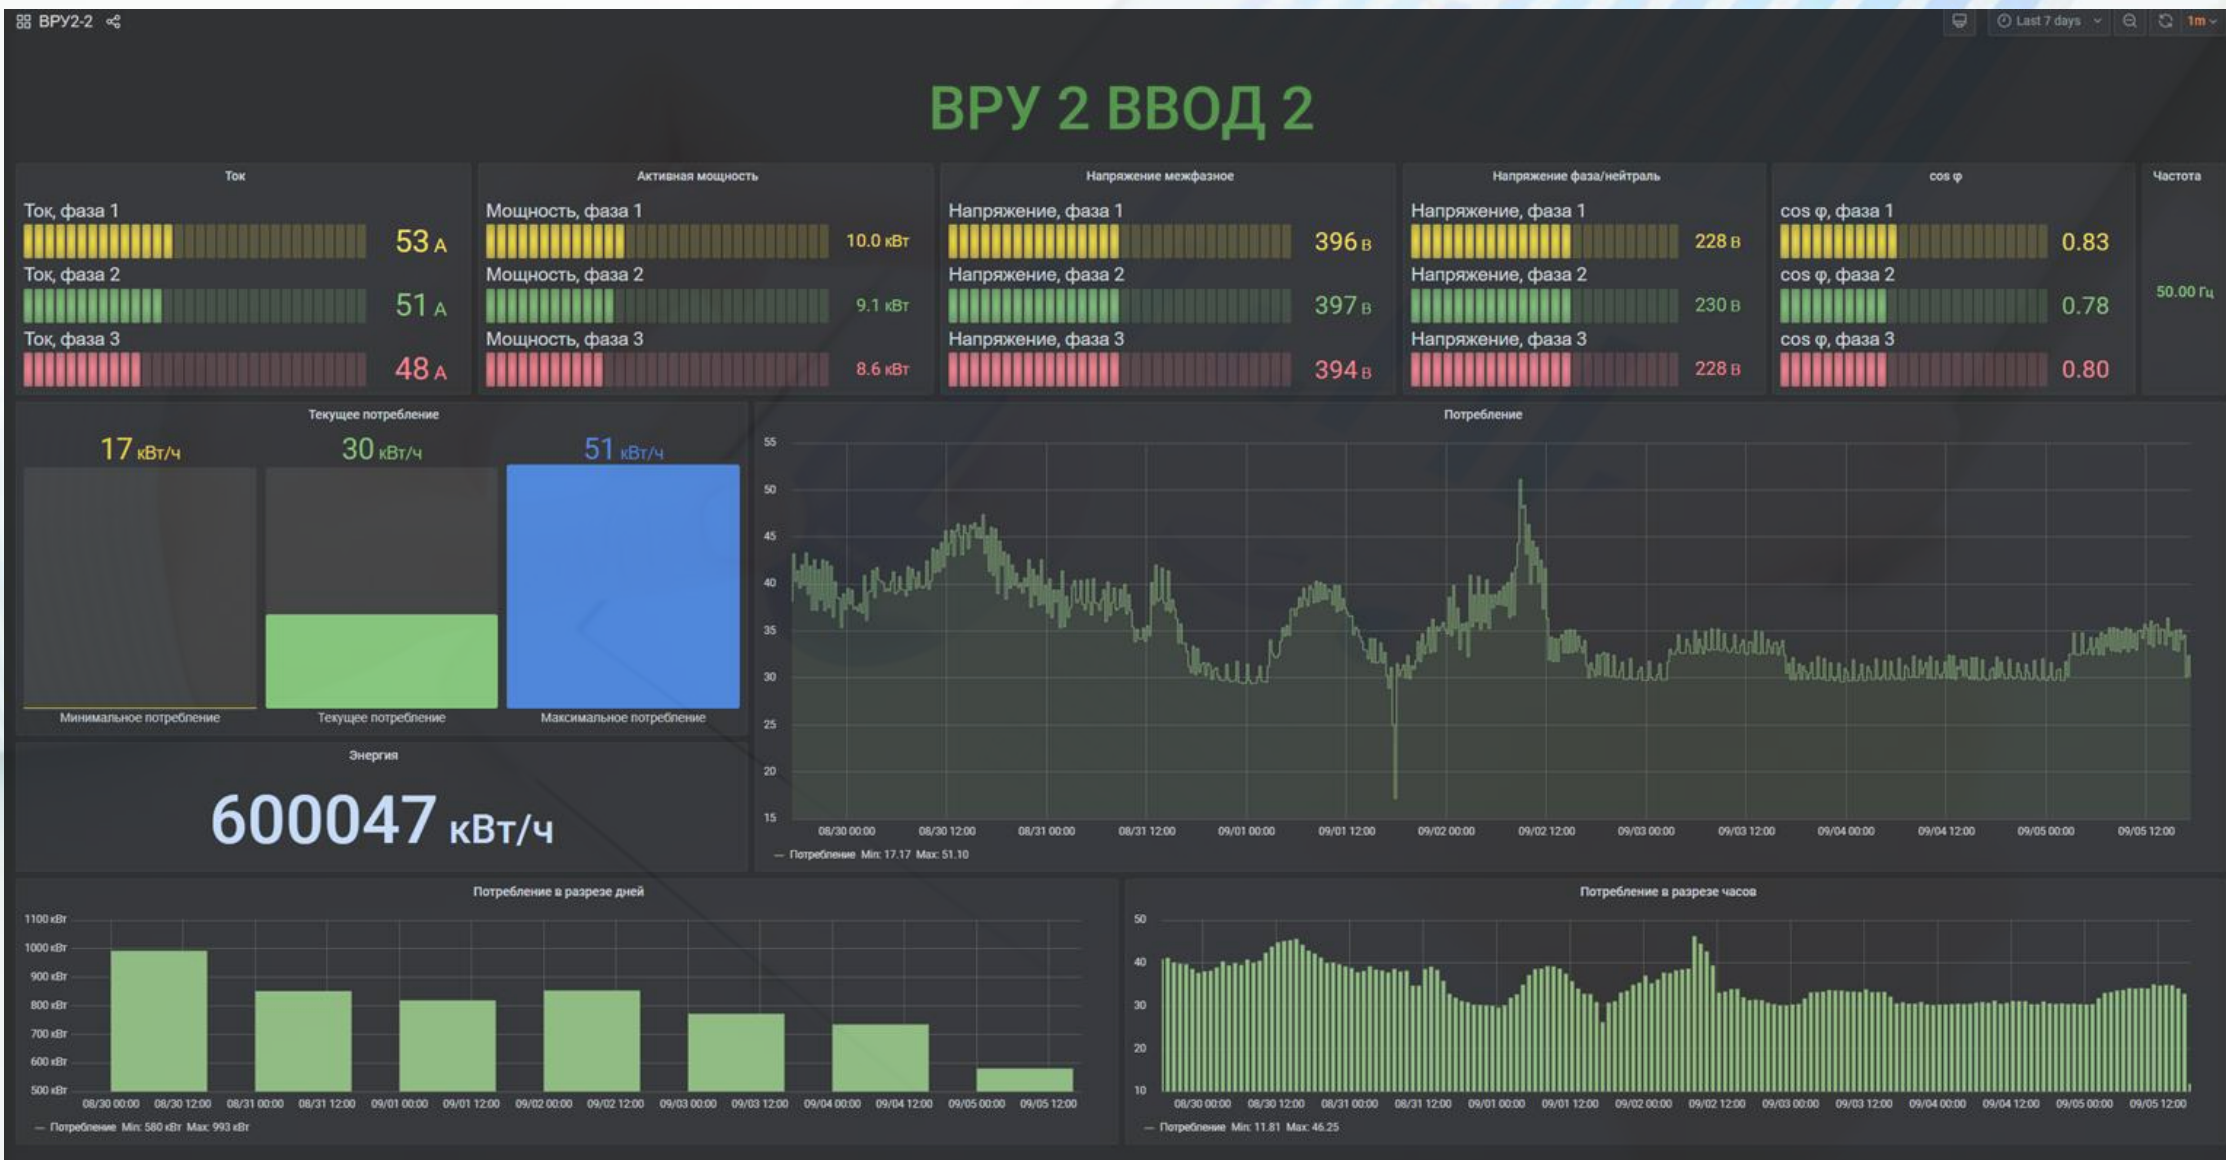 ВРУ2-2
Last 7 days
1m
ВРУ 2 ВВОД 2
Ток
Ток, фаза 1
53 А
Ток, фаза 2
51 А
Ток, фаза 3
48 А
Активная мощность
Мощность, фаза 1
10.0 кВт
Мощность, фаза 2
9.1 кВт
Мощность, фаза 3
8.6 кВт
Напряжение межфазное
Напряжение, фаза 1
396 В
Напряжение, фаза 2
397 В
Напряжение, фаза 3
394 В
Напряжение фаза/нейтраль
Напряжение, фаза 1
228 В
Напряжение, фаза 2
230 В
Напряжение, фаза 3
228 В
cos φ
cos φ, фаза 1
0.83
cos φ, фаза 2
0.78
cos φ, фаза 3
0.80
Частота
50.00 Гц
Текущее потребление
17 кВт/ч
30 кВт/ч
51 кВт/ч
Минимальное потребление
Текущее потребление
Максимальное потребление
Энергия
600047 кВт/ч
Потребление
55
50
45
40
35
30
25
20
15
08/30 00:00 08/30 12:00 08/31 00:00 08/31 12:00 09/01 00:00 09/01 12:00 09/02 00:00 09/02 12:00 09/03 00:00 09/03 12:00 09/04 00:00 09/04 12:00 09/05 00:00 09/05 12:00
Потребление Min: 17.17 Max: 51.10
Потребление в разрезе дней
1100 кВт
1000 кВт
900 кВт
800 кВт
700 кВт
600 кВт
500 кВт
08/30 00:00 08/30 12:00 08/31 00:00 08/31 12:00 09/01 00:00 09/01 12:00 09/02 00:00 09/02 12:00 09/03 00:00 09/03 12:00 09/04 00:00 09/04 12:00 09/05 00:00 09/05 12:00
Потребление Min: 580 кВт Max: 993 кВт
Потребление в разрезе часов
50
40
30
20
10
08/30 00:00 08/30 12:00 08/31 00:00 08/31 12:00 09/01 00:00 09/01 12:00 09/02 00:00 09/02 12:00 09/03 00:00 09/03 12:00 09/04 00:00 09/04 12:00 09/05 00:00 09/05 12:00
Потребление Min: 11.81 Max: 46.25